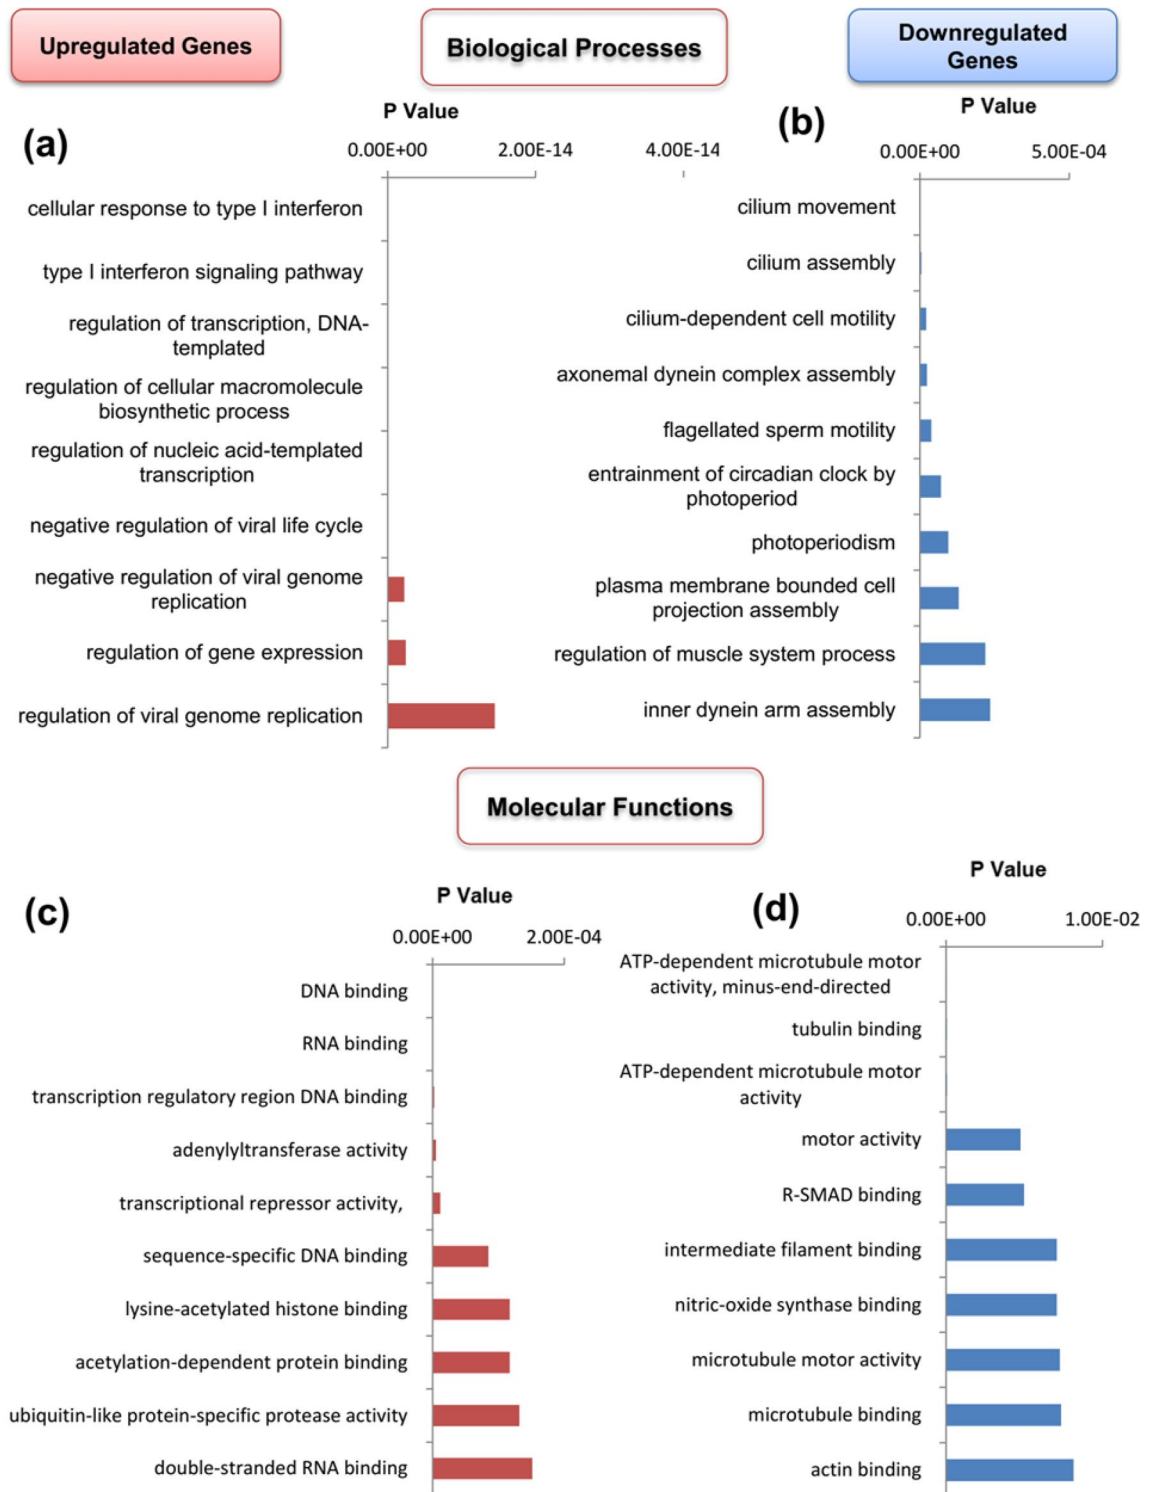 Upregulated Genes
Biological Processes
Downregulated
Genes
(a)
P Value
0.00E+00
2.00E-14
4.00E-14
cellular response to type I interferon
type I interferon signaling pathway
regulation of transcription, DNA-
templated
regulation of cellular macromolecule
biosynthetic process
regulation of nucleic acid-templated
transcription
negative regulation of viral life cycle
negative regulation of viral genome
replication
regulation of gene expression
regulation of viral genome replication
(b)
P Value
0.00E+00
5.00E-04
cilium movement
cilium assembly
cilium-dependent cell motility
axonemal dynein complex assembly
flagellated sperm motility
entrainment of circadian clock by
photoperiod
photoperiodism
plasma membrane bounded cell
projection assembly
regulation of muscle system process
inner dynein arm assembly
Molecular Functions
(c)
P Value
0.00E+00
2.00E-04
DNA binding
RNA binding
transcription regulatory region DNA binding
adenylyltransferase activity
transcriptional repressor activity,
sequence-specific DNA binding
lysine-acetylated histone binding
acetylation-dependent protein binding
ubiquitin-like protein-specific protease activity
double-stranded RNA binding
(d)
P Value
0.00E+00
1.00E-02
ATP-dependent microtubule motor
activity, minus-end-directed
tubulin binding
ATP-dependent microtubule motor
activity
motor activity
R-SMAD binding
intermediate filament binding
nitric-oxide synthase binding
microtubule motor activity
microtubule binding
actin binding